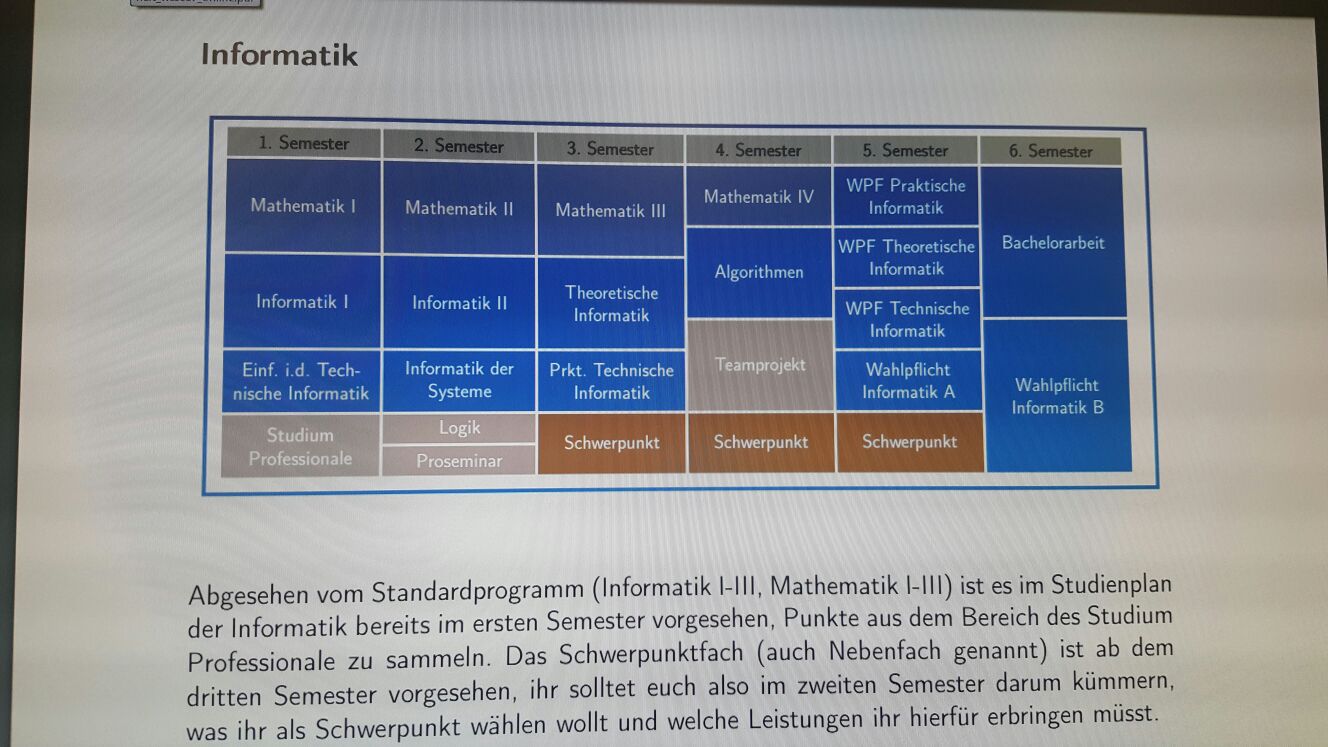 Informatik
1. Semester
2. Semester
3. Semester
4. Semester
5. Semester
6. Semester
Mathematik I
Mathematik II
Mathematik III
Mathematik IV
WPF Praktische
Informatik
Bachelorarbeit
Algorithmen
WPF Theoretische
Informatik
Informatik I
Informatik II
Theoretische
Informatik
WPF Technische
Informatik
Einf. i.d. Tech-
nische Informatik
Informatik der
Systeme
Prkt. Technische
Informatik
Teamprojekt
Wahlpflicht
Informatik A
Wahlpflicht
Informatik B
Studium
Professionale
Logik
Proseminar
Schwerpunkt
Schwerpunkt
Schwerpunkt
Abgesehen vom Standardprogramm (Informatik I-III, Mathematik I-III) ist es im Studienplan
der Informatik bereits im ersten Semester vorgesehen, Punkte aus dem Bereich des Studium
Professionale zu sammeln. Das Schwerpunktfach (auch Nebenfach genannt) ist ab dem
dritten Semester vorgesehen, ihr solltet euch also im zweiten Semester darum kümmern,
was ihr als Schwerpunkt wählen wollt und welche Leistungen ihr hierfür erbringen müsst.